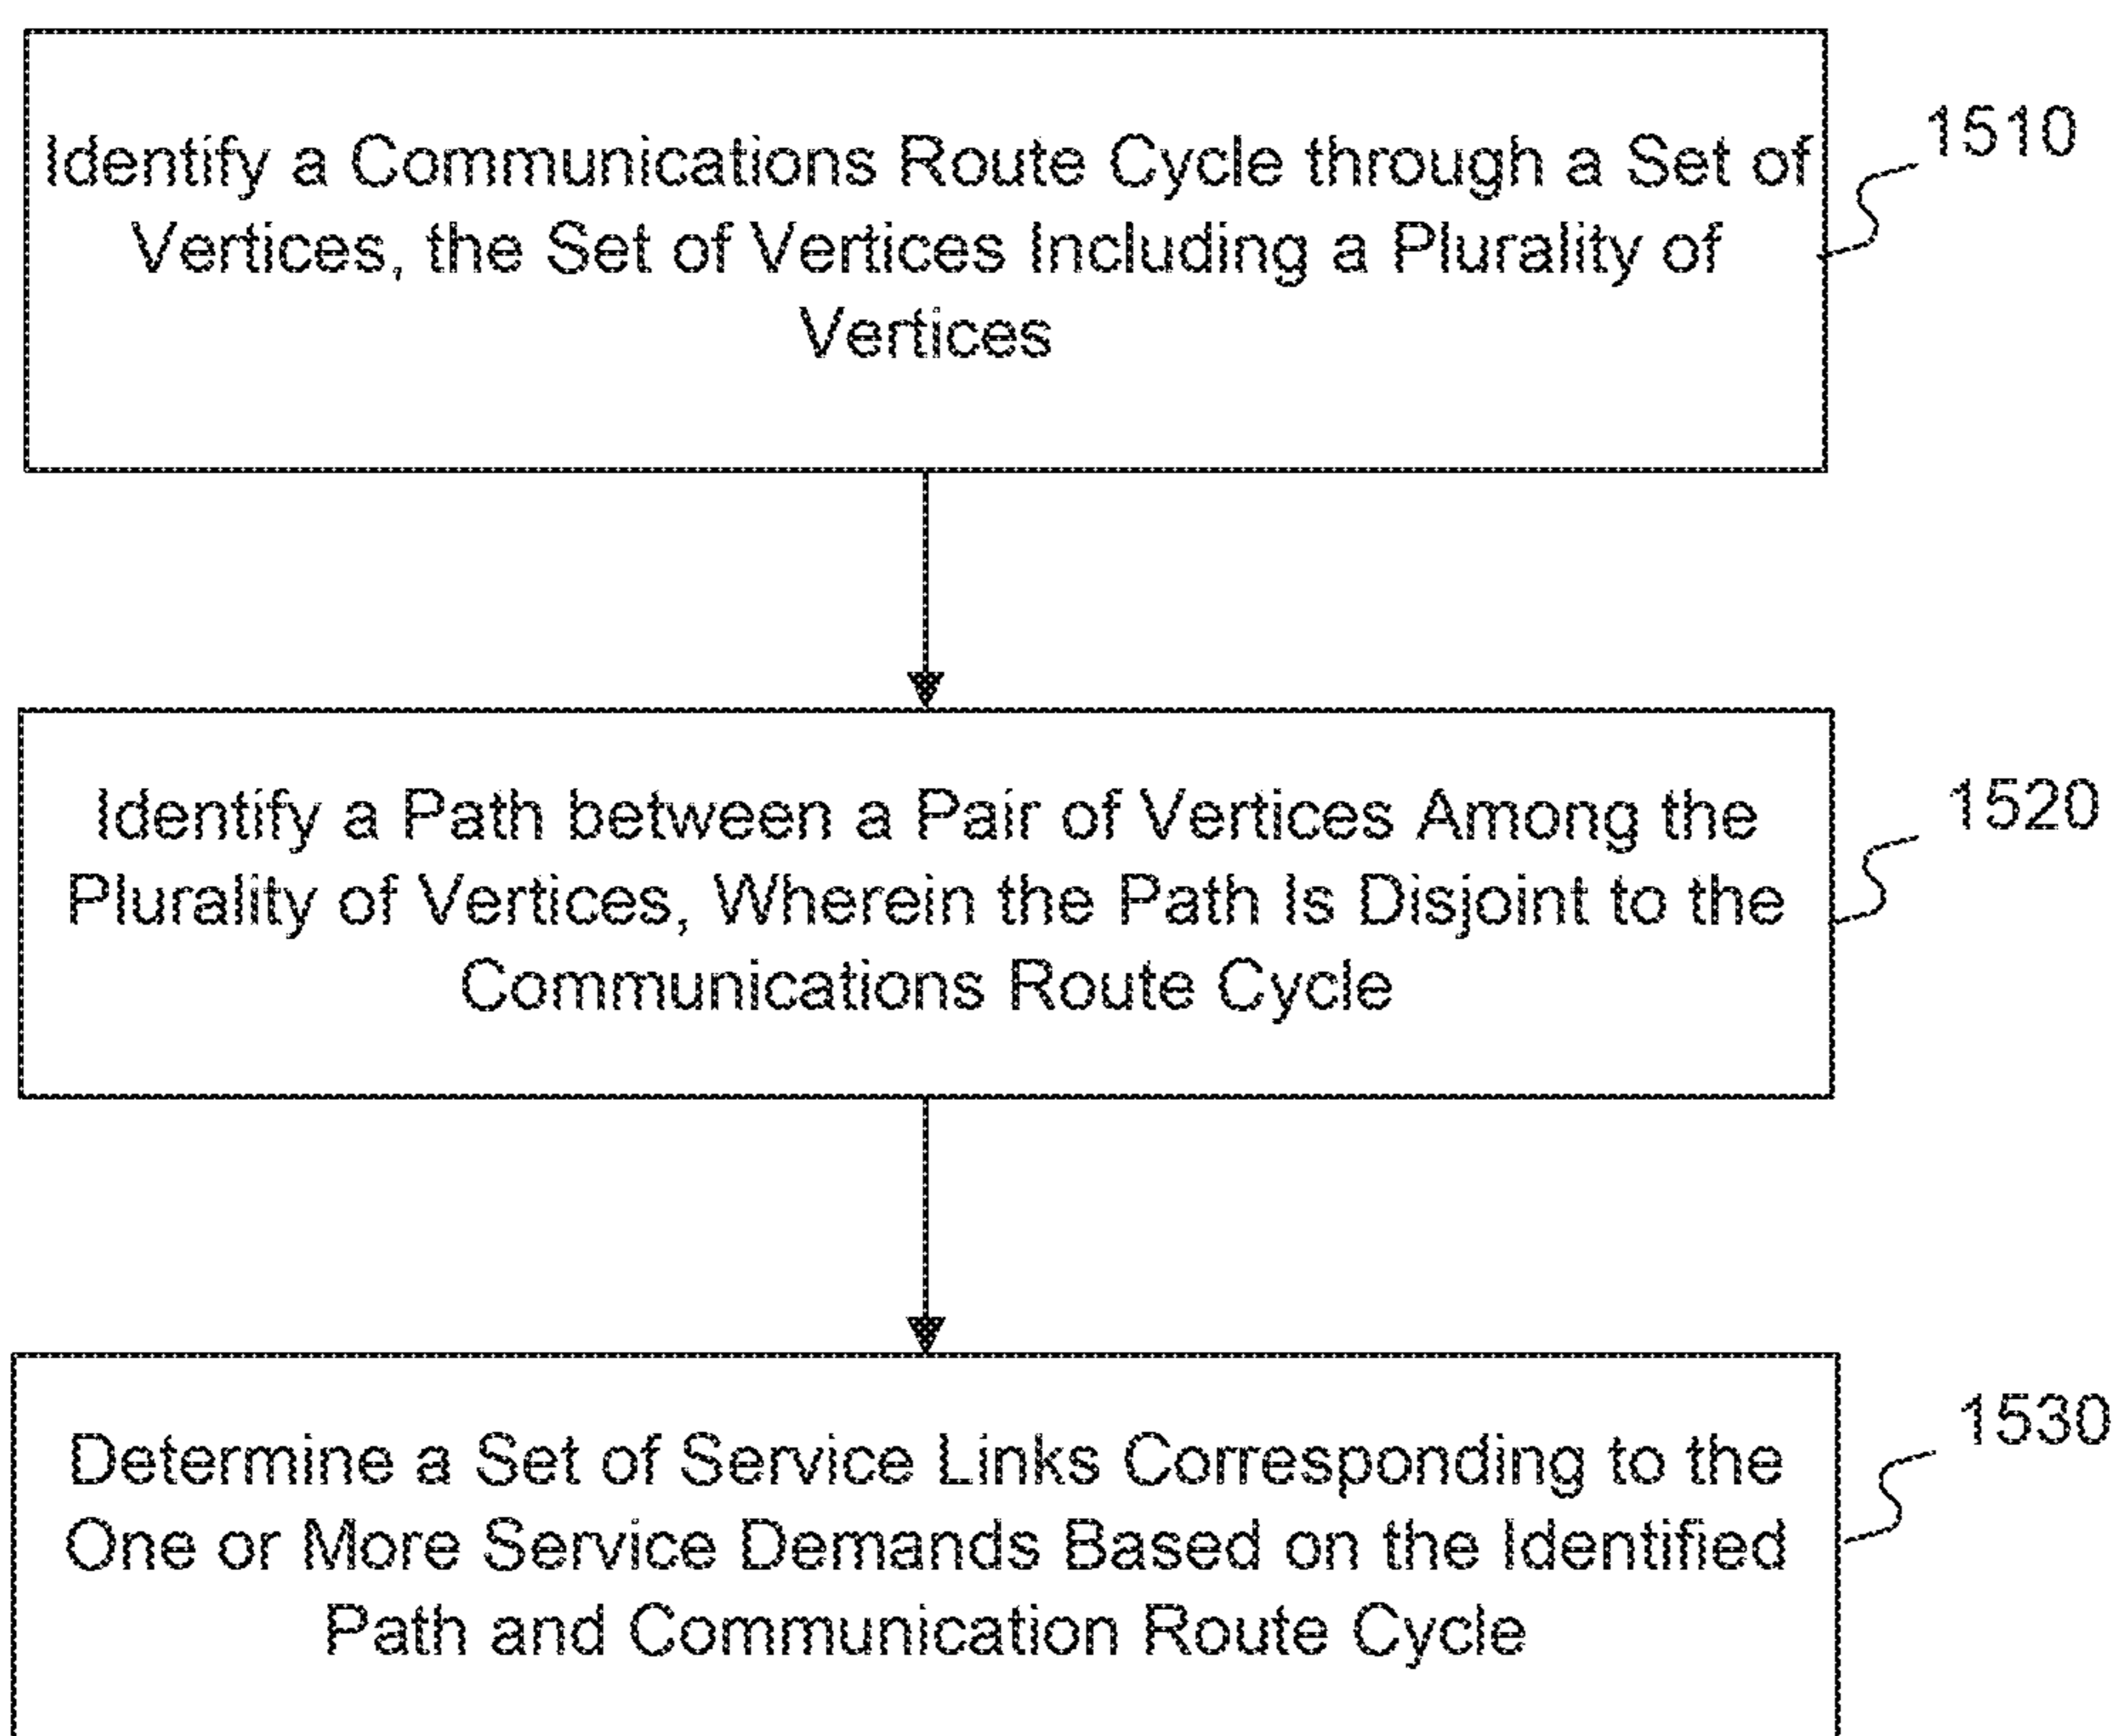 Identify a Communications Route Cycle through a Set of
Vertices, the Set of Vertices Including a Plurality of
Vertices
1510
Identify a Path between a Pair of Vertices Among the
Plurality of Vertices, Wherein the Path Is Disjoint to the
Communications Route Cycle
1520
Determine a Set of Service Links Corresponding to the
One or More Service Demands Based on the Identified
Path and Communication Route Cycle
1530